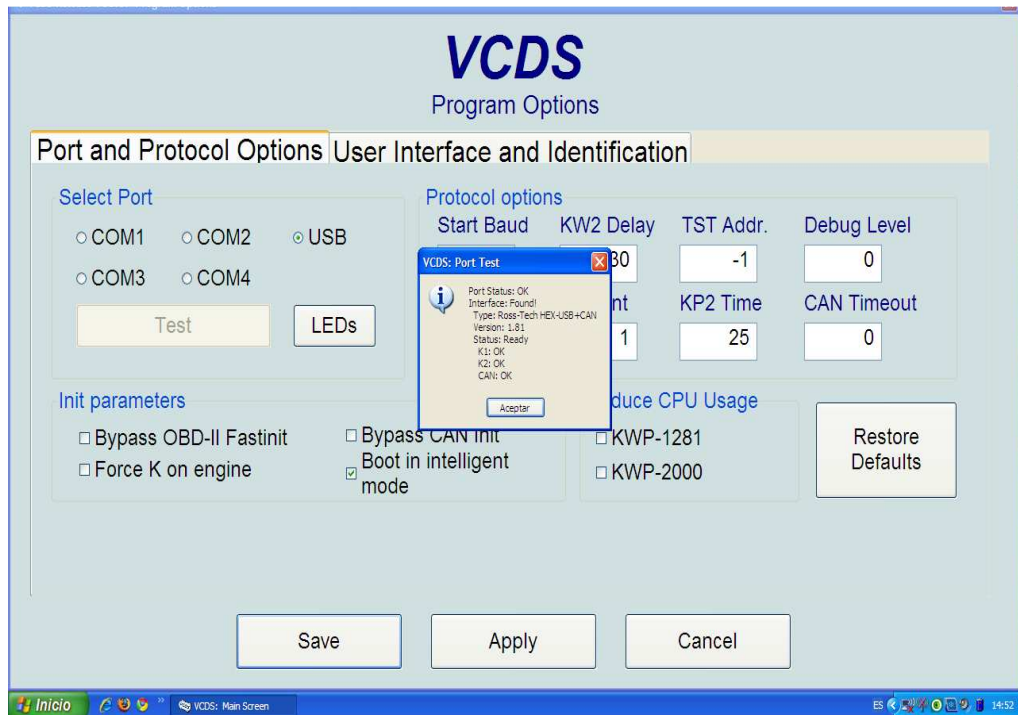 VCDS
Program Options
Port and Protocol Options
User Interface and Identification
Select Port
COM1
COM2
USB
COM3
COM4
Test
LEDs
Protocol options
Start Baud
KW2 Delay
TST Addr.
Debug Level
30
-1
0
nt
KP2 Time
CAN Timeout
1
25
0
VCDS: Port Test
Port Status: OK
Interface: Found!
Type: Ross-Tech HEX-USB+CAN
Version: 1.81
Status: Ready
K1: OK
K2: OK
CAN: OK
Aceptar
Init parameters
Bypass OBD-II Fastinit
Bypass CAN Init
Force K on engine
Boot in intelligent
mode
duce CPU Usage
KWP-1281
KWP-2000
Restore
Defaults
Save
Apply
Cancel
Inicio
VCDS: Main Screen
ES
14:52